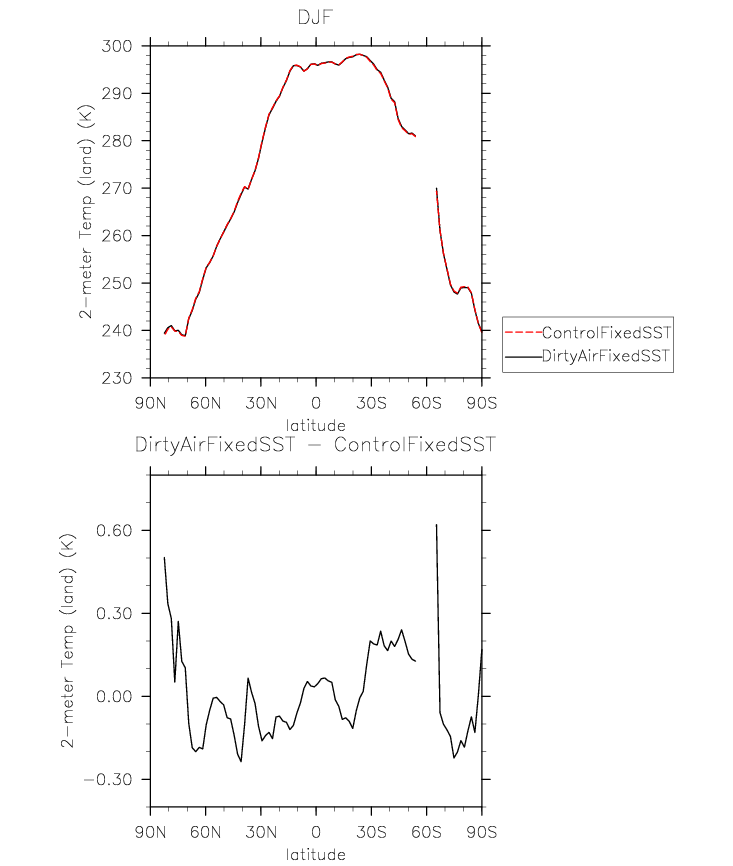 DJF
300
290
280
270
260
250
240
230
2-meter Temp (land) (K)
90N 60N 30N 0 30S 60S 90S
latitude
ControlFixedSST
DirtyAirFixedSST
DirtyAirFixedSST - ControlFixedSST
0.60
0.30
0.00
-0.30
2-meter Temp (land) (K)
90N 60N 30N 0 30S 60S 90S
latitude